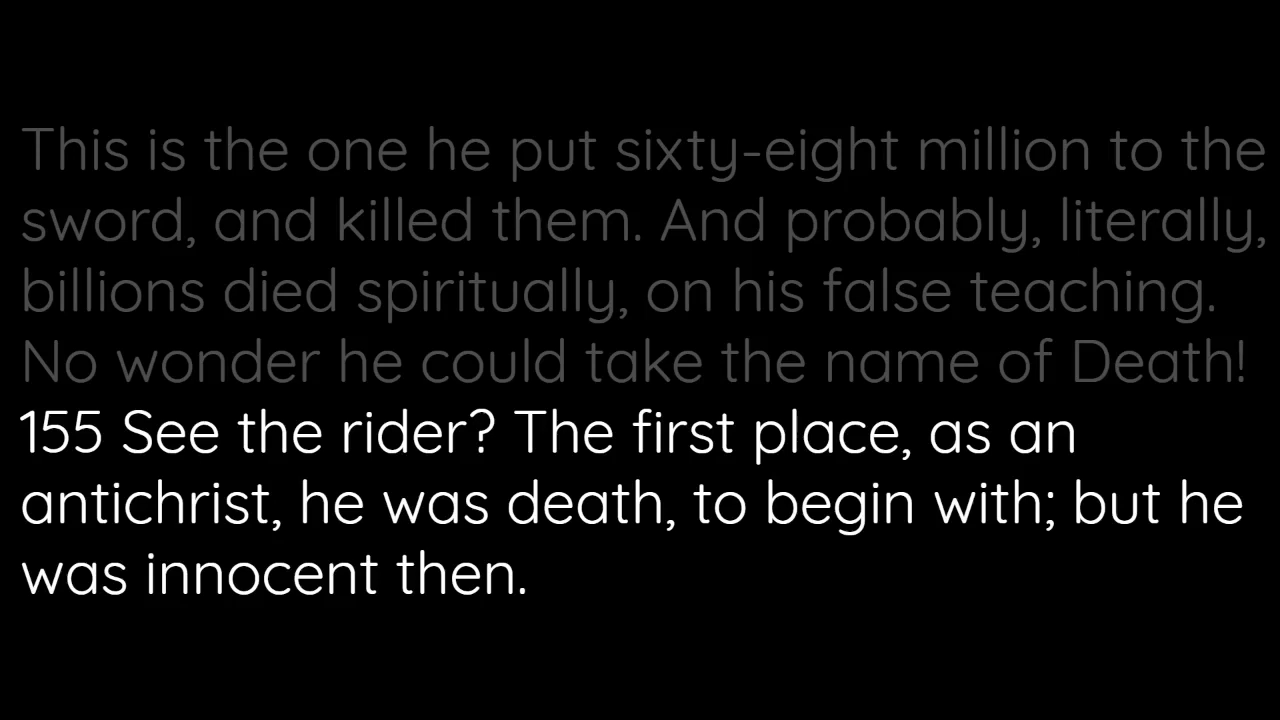 This is the one he put sixty-eight million to the
sword, and killed them. And probably, literally,
billions died spiritually, on his false teaching.
No wonder he could take the name of Death!
155 See the rider? The first place, as an
antichrist, he was death, to begin with; but he
was innocent then.